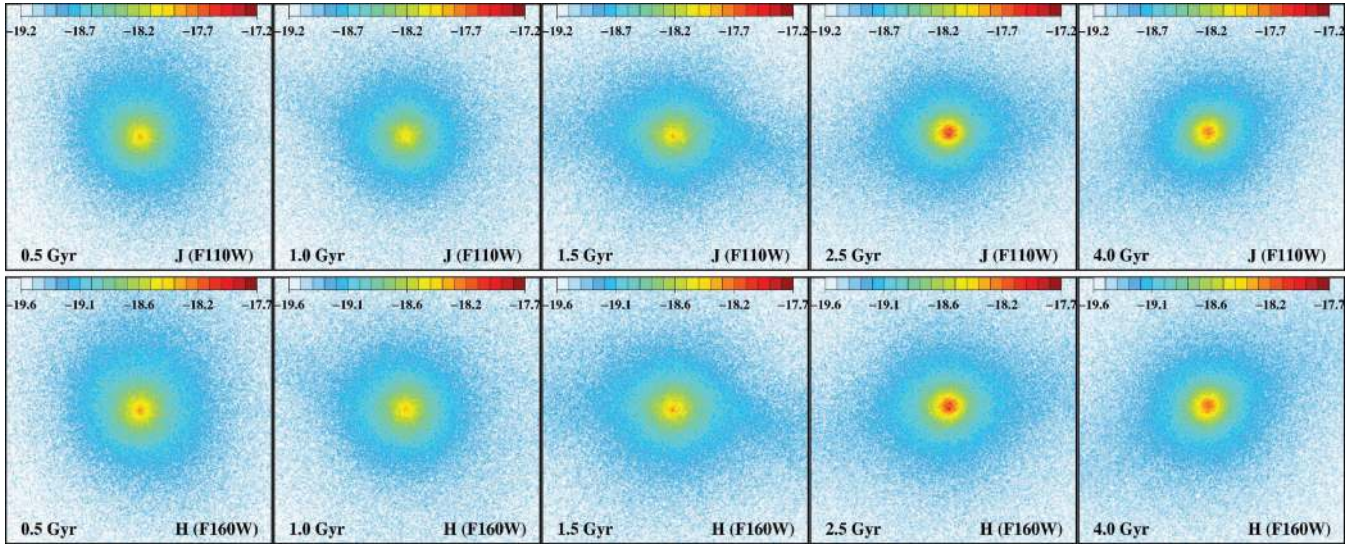 -19.2 -18.7 -18.2 -17.7 -17.2
-19.2 -18.7 -18.2 -17.7 -17.2
-19.2 -18.7 -18.2 -17.7 -17.2
-19.2 -18.7 -18.2 -17.7 -17.2
-19.2 -18.7 -18.2 -17.7 -17.2
0.5 Gyr J (F110W)
1.0 Gyr J (F110W)
1.5 Gyr J (F110W)
2.5 Gyr J (F110W)
4.0 Gyr J (F110W)
-19.6 -19.1 -18.6 -18.2 -17.7
-19.6 -19.1 -18.6 -18.2 -17.7
-19.6 -19.1 -18.6 -18.2 -17.7
-19.6 -19.1 -18.6 -18.2 -17.7
-19.6 -19.1 -18.6 -18.2 -17.7
0.5 Gyr H (F160W)
1.0 Gyr H (F160W)
1.5 Gyr H (F160W)
2.5 Gyr H (F160W)
4.0 Gyr H (F160W)